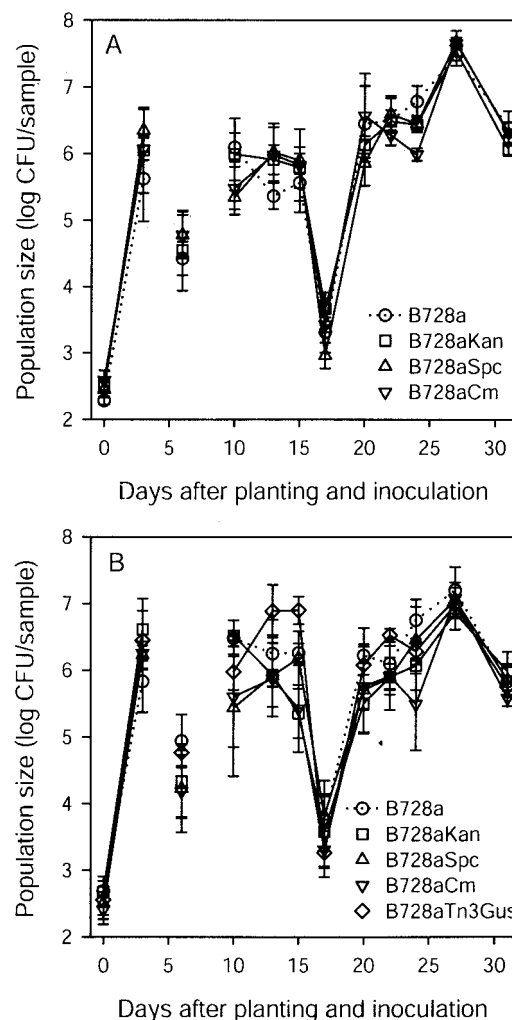 A
8
7
6
5
4
3
2
Population size (log CFU/sample)
B728a
B728aKan
B728aSpc
B728aCm
0 5 10 15 20 25 30
Days after planting and inoculation
B
8
7
6
5
4
3
2
Population size (log CFU/sample)
B728a
B728aKan
B728aSpc
B728aCm
B728aTn3Gus
0 5 10 15 20 25 30
Days after planting and inoculation